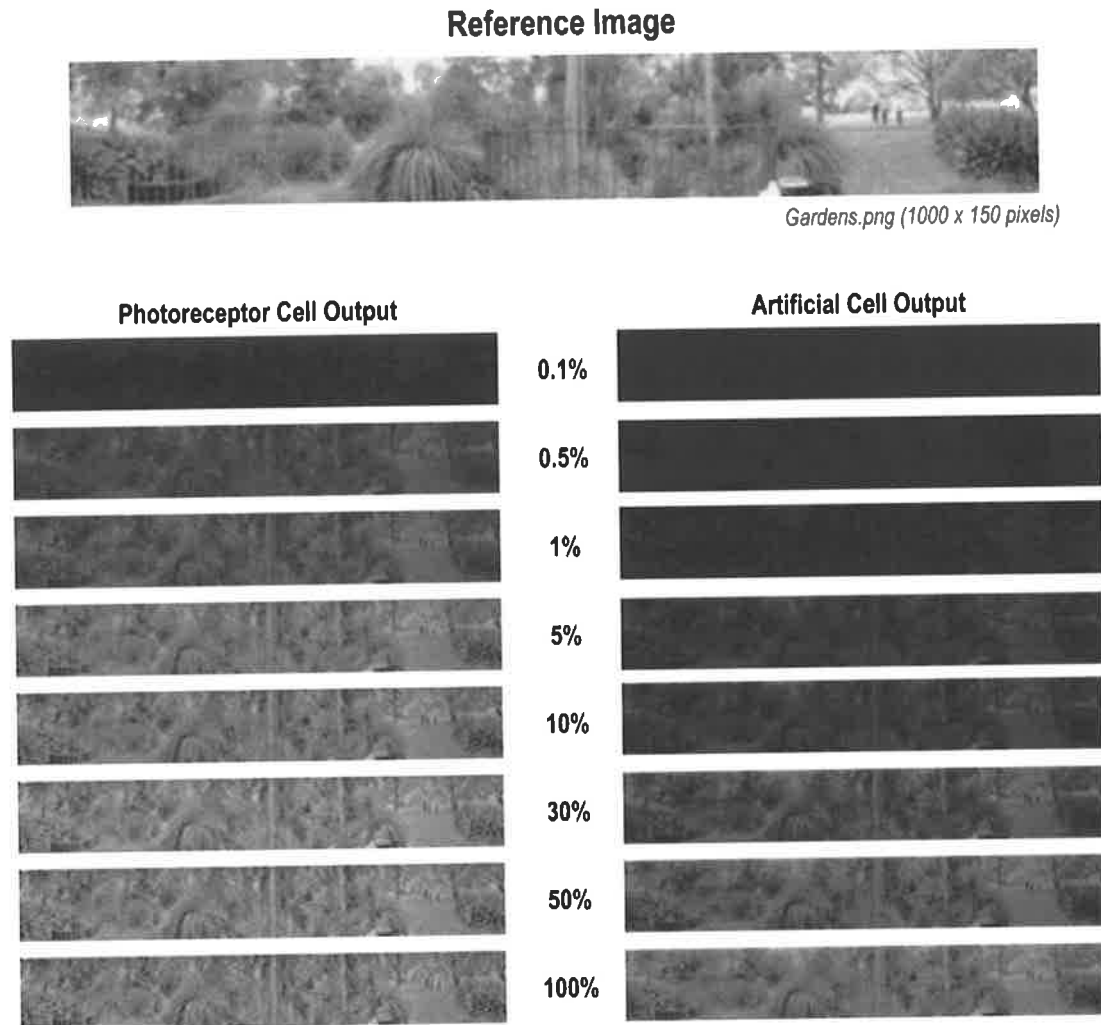 Reference Image
Gardens.png (1000 x 150 pixels)
Photoreceptor Cell Output
Artificial Cell Output
0.1%
0.5%
1%
5%
10%
30%
50%
100%